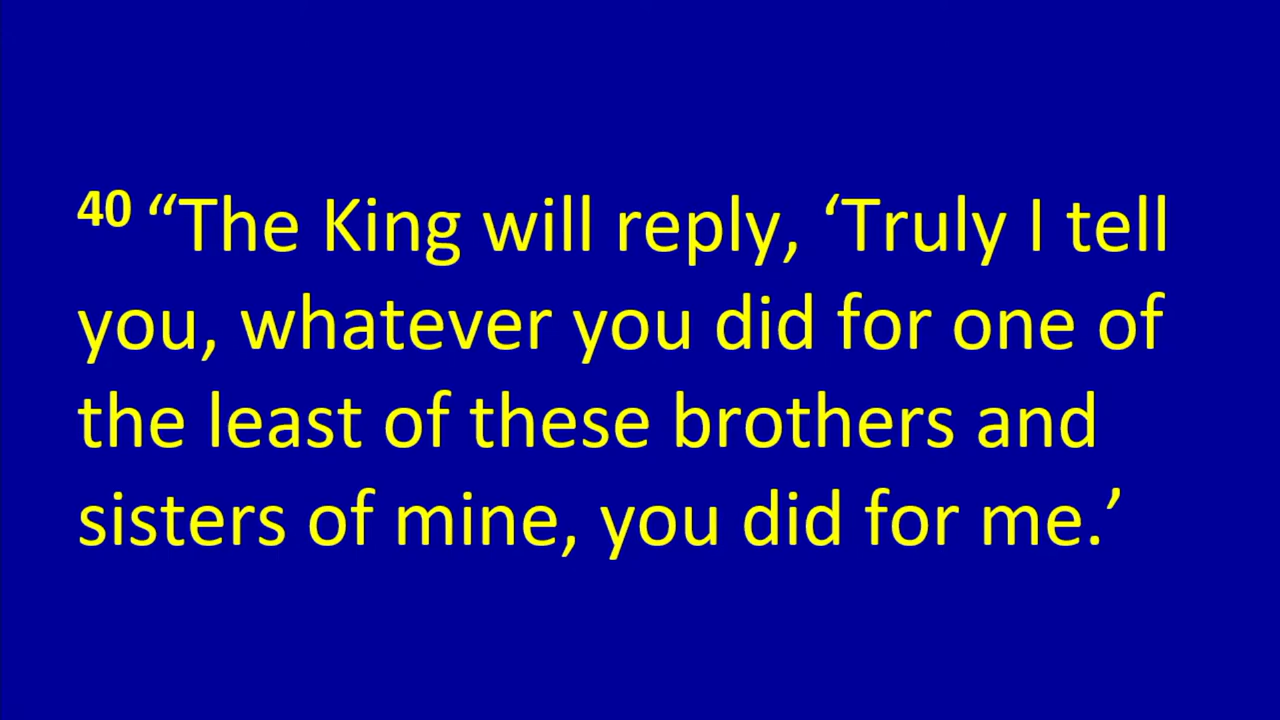 40 “The King will reply, ‘Truly I tell
you, whatever you did for one of
the least of these brothers and
sisters of mine, you did for me.’